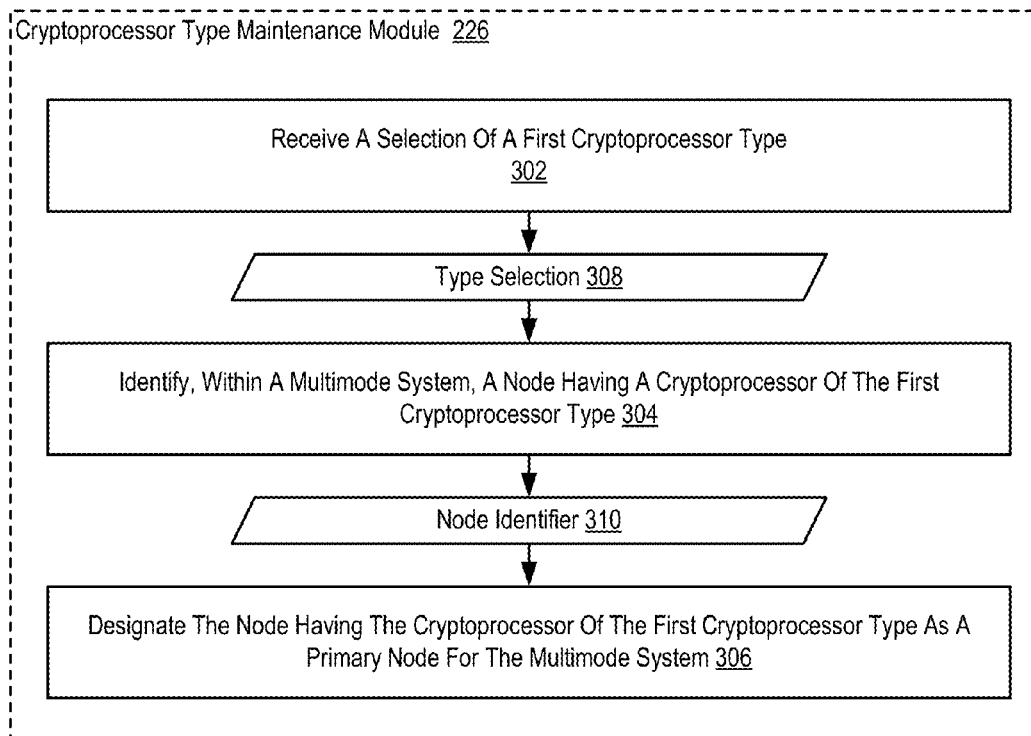 Cryptoprocessor Type Maintenance Module 226
Receive A Selection Of A First Cryptoprocessor Type
302
Type Selection 308
Identify, Within A Multimode System, A Node Having A Cryptoprocessor Of The First
Cryptoprocessor Type 304
Node Identifier 310
Designate The Node Having The Cryptoprocessor Of The First Cryptoprocessor Type As A
Primary Node For The Multimode System 306